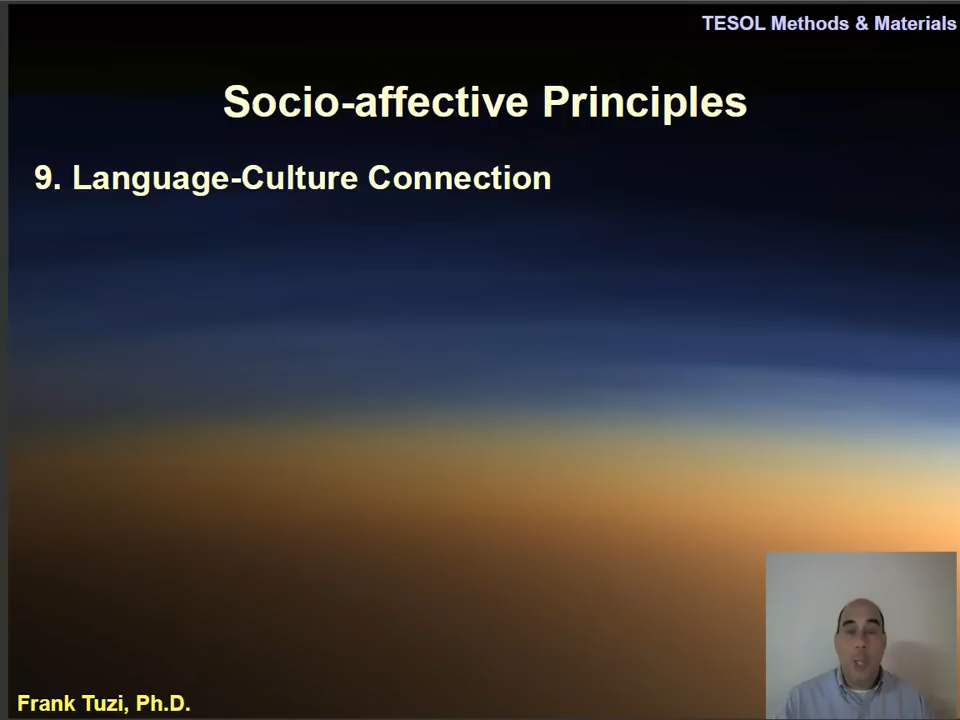 TESOL Methods & Materials
Socio-affective Principles
9. Language-Culture Connection
Frank Tuzi, Ph.D.